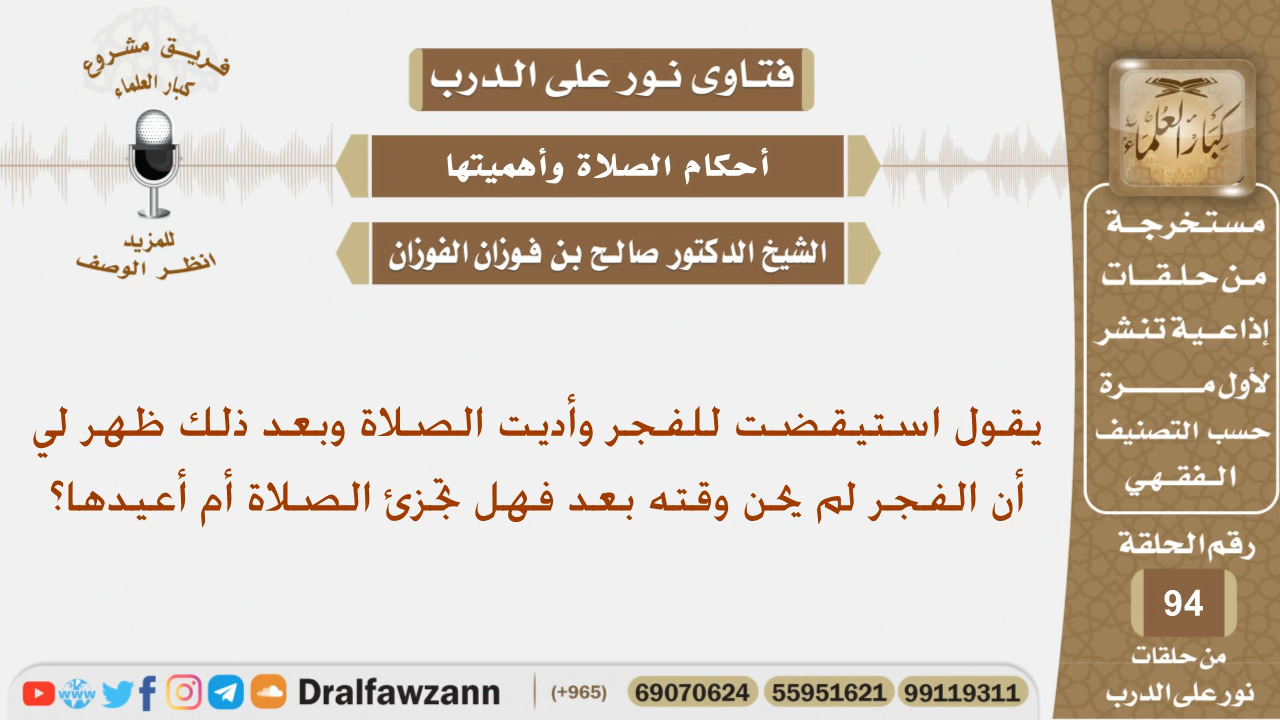 فريق مشروع
كبار العلماء
للمزيد
انظر الوصف
فتاوى نور على الدرب
أحكام الصلاة وأهميتها
الشيخ الدكتور صالح بن فوزان الفوزان
كبار العلماء
مستخرجة
من حلقات
إذاعية تنشر
لأول مرة
حسب التصنيف
الفقهي
رقم الحلقة
94
من حلقات
نور على الدرب
يقول استيقضت للفجر وأديت الصلاة وبعد ذلك ظهر لي
أن الفجر لم يحن وقته بعد فهل تجزئ الصلاة أم أعيدها؟
www
Dralfawzann
(+965)
69070624
55951621
99119311